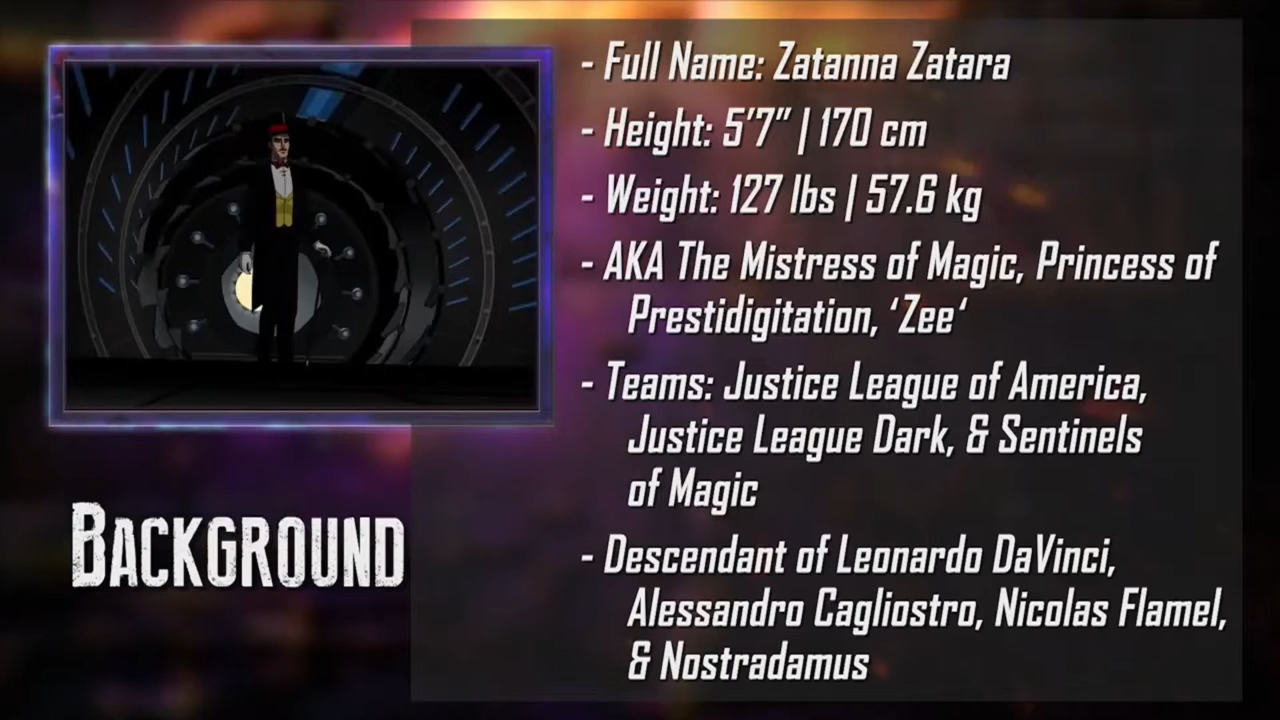 - Full Name: Zatanna Zatara
- Height: 5'7" | 170 cm
- Weight: 127 lbs | 57.6 kg
- AKA The Mistress of Magic, Princess of
Prestidigitation, ‘Zee‘
- Teams: Justice League of America,
Justice League Dark, & Sentinels
of Magic
- Descendant of Leonardo DaVinci,
Alessandro Cagliostro, Nicolas Flamel,
& Nostradamus
Background